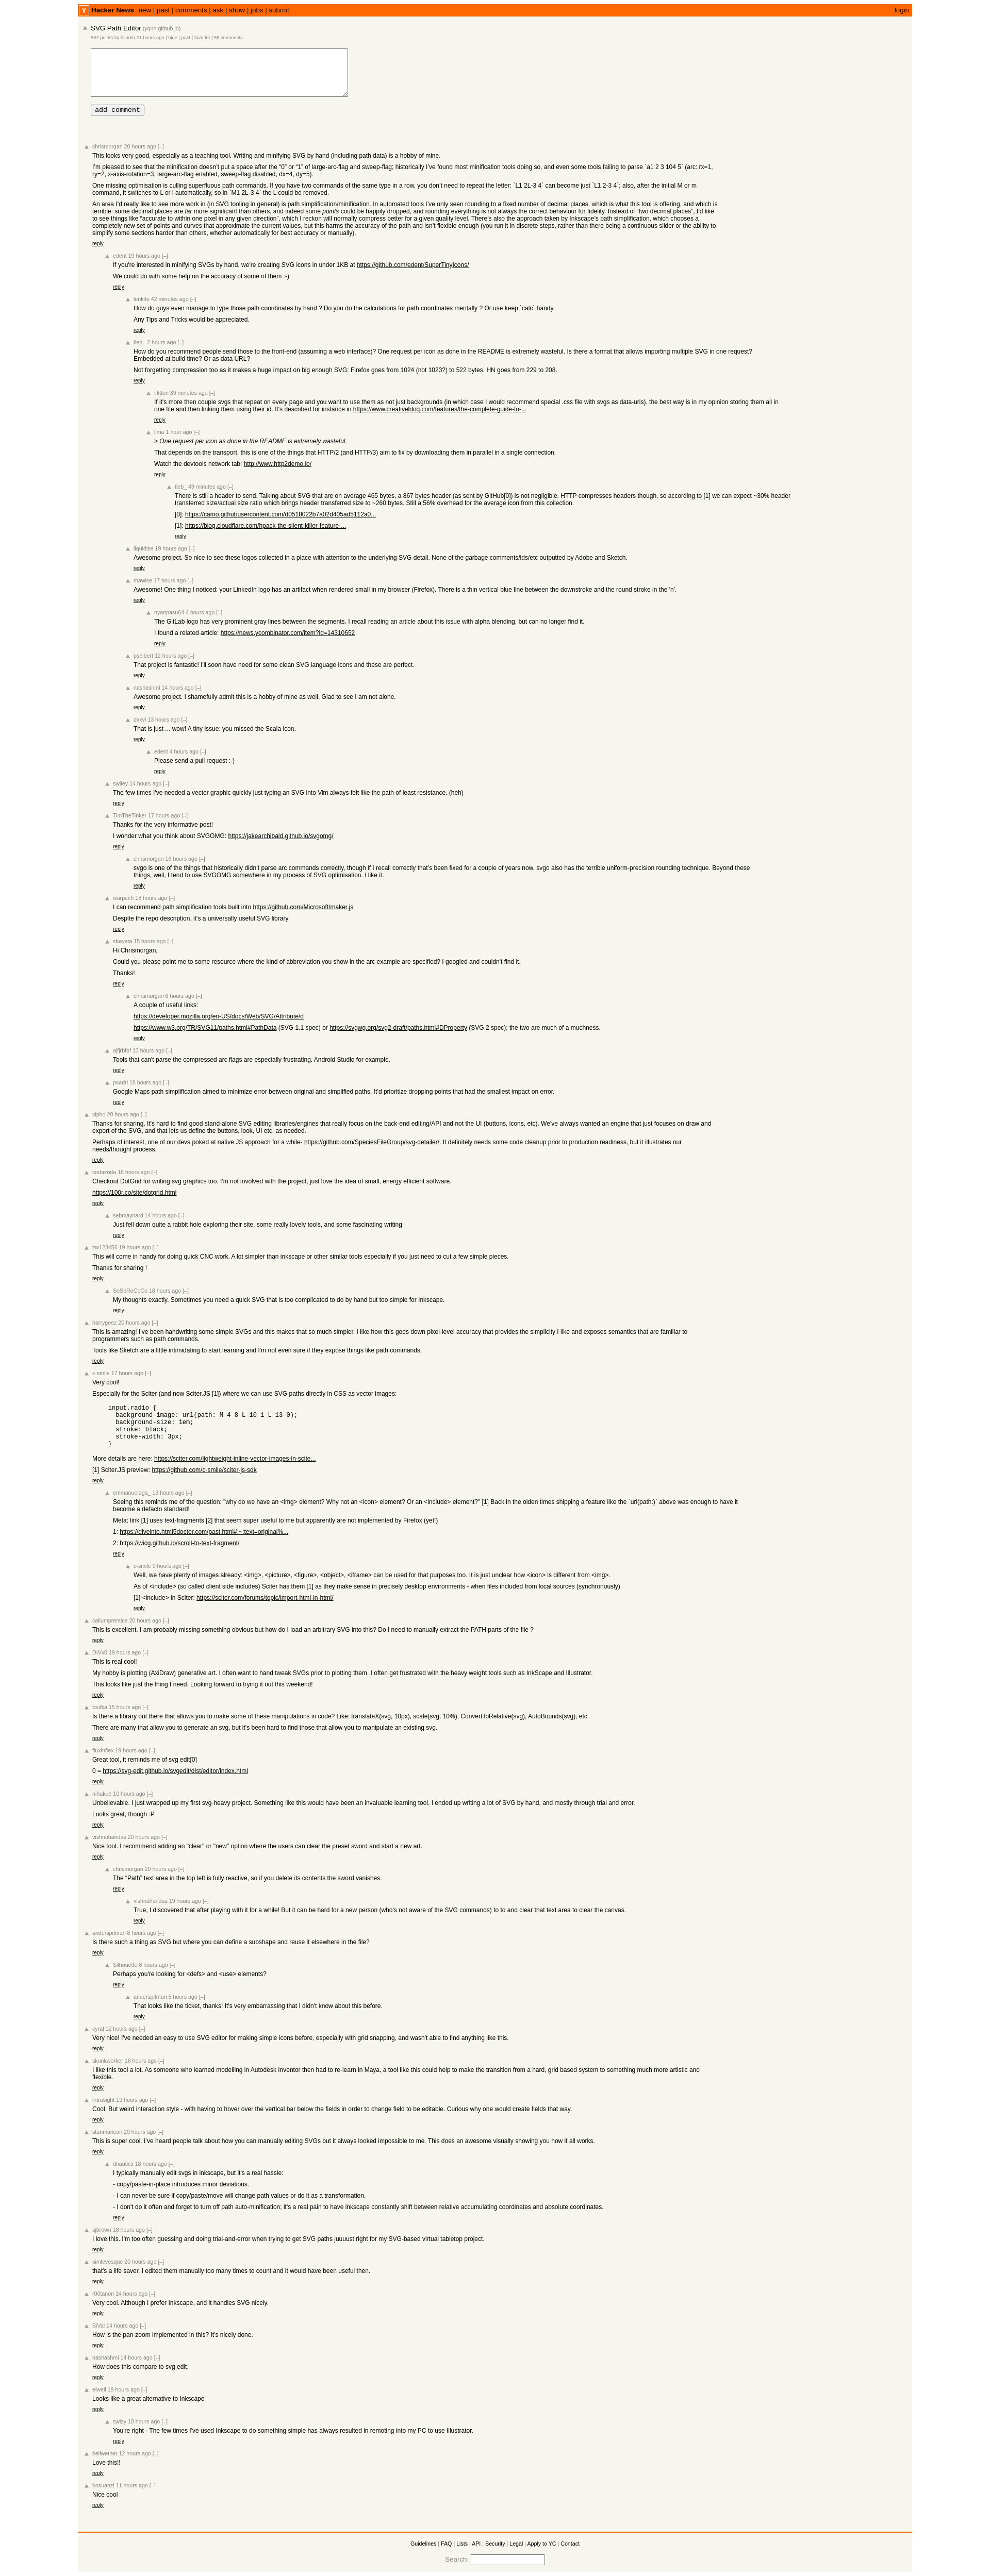 Y Hacker News new | past | comments | ask | show | jobs | submit login
SVG Path Editor (yqnn.github.io)
21 hours ago | hide | past | favorite | 56 comments
add comment
chrismorgan 20 hours ago [–]
This looks very good, especially as a teaching tool. Writing and minifying SVG by hand (including path data) is a hobby of mine.
I’m pleased to see that the minification doesn’t put a space after the “0” or “1” of large-arc-flag and sweep-flag; historically I’ve found most minification tools doing so, and even some tools failing to parse `a1 2 3 104 5` (arc: rx=1,
ry=2, x-axis-rotation=3, large-arc-flag enabled, sweep-flag disabled, dx=4, dy=5).
One missing optimisation is culling superfluous path commands. If you have two commands of the same type in a row, you don’t need to repeat the letter: `L1 2L-3 4` can become just `L1 2-3 4`; also, after the initial M or m
command, it switches to L or l automatically, so in `M1 2L-3 4` the L could be removed.
An area I’d really like to see more work in (in SVG tooling in general) is path simplification/minification. In automated tools I’ve only seen rounding to a fixed number of decimal places, which is what this tool is offering, and which is
terrible: some decimal places are far more significant than others, and indeed some points could be happily dropped, and rounding everything is not always the correct behaviour for fidelity. Instead of “two decimal places”, I’d like
to see things like “accurate to within one pixel in any given direction”, which I reckon will normally compress better for a given quality level. There’s also the approach taken by Inkscape’s path simplification, which chooses a
completely new set of points and curves that approximate the current values, but this harms the accuracy of the path and isn’t flexible enough (you run it in discrete steps, rather than there being a continuous slider or the ability to
simplify some sections harder than others, whether automatically for best accuracy or manually).
reply
edent 19 hours ago [–]
If you're interested in minifying SVGs by hand, we're creating SVG icons in under 1KB at https://github.com/edent/SuperTinyIcons/
We could do with some help on the accuracy of some of them :-)
reply
lenkite 42 minutes ago [–]
How do guys even manage to type those path coordinates by hand ? Do you do the calculations for path coordinates mentally ? Or use keep `calc` handy.
Any Tips and Tricks would be appreciated.
reply
tleb_ 2 hours ago [–]
How do you recommend people send those to the front-end (assuming a web interface)? One request per icon as done in the README is extremely wasteful. Is there a format that allows importing multiple SVG in one request?
Embedded at build time? Or as data URL?
Not forgetting compression too as it makes a huge impact on big enough SVG: Firefox goes from 1024 (not 1023?) to 522 bytes, HN goes from 229 to 208.
reply
Hitton 39 minutes ago [–]
If it's more then couple svgs that repeat on every page and you want to use them as not just backgrounds (in which case I would recommend special .css file with svgs as data-uris), the best way is in my opinion storing them all in
one file and then linking them using their id. It's described for instance in https://www.creativebloq.com/features/the-complete-guide-to-...
reply
1 hour ago [–]
> One request per icon as done in the README is extremely wasteful.
That depends on the transport, this is one of the things that HTTP/2 (and HTTP/3) aim to fix by downloading them in parallel in a single connection.
Watch the devtools network tab: http://www.http2demo.io/
reply
tleb_ 49 minutes ago [–]
There is still a header to send. Talking about SVG that are on average 465 bytes, a 867 bytes header (as sent by GitHub[0]) is not negligible. HTTP compresses headers though, so according to [1] we can expect ~30% header
transfered size/actual size ratio which brings header transfered size to ~260 bytes. Still a 56% overhead for the average icon from this collection.
[0]: https://camo.githubusercontent.com/d0518022b7a02d405ad5112a0...
[1]: https://blog.cloudflare.com/hpack-the-silent-killer-feature-...
reply
liquidise 19 hours ago [–]
Awesome project. So nice to see these logos collected in a place with attention to the underlying SVG detail. None of the garbage comments/ids/etc outputted by Adobe and Sketch.
reply
mawise 17 hours ago [–]
Awesome! One thing I noticed: your LinkedIn logo has an artifact when rendered small in my browser (Firefox). There is a thin vertical blue line between the downstroke and the round stroke in the 'n'.
reply
nyanpasu64 4 hours ago [–]
The GitLab logo has very prominent gray lines between the segments. I recall reading an article about this issue with alpha blending, but can no longer find it.
I found a related article: https://news.ycombinator.com/item?id=14310652
reply
pselbert 12 hours ago [–]
That project is fantastic! I'll soon have need for some clean SVG language icons and these are perfect.
reply
nashashmi 14 hours ago [–]
Awesome project. I shamefully admit this is a hobby of mine as well. Glad to see I am not alone.
reply
dxxvi 13 hours ago [–]
That is just ... wow! A tiny issue: you missed the Scala icon.
reply
edent 4 hours ago [–]
Please send a pull request :-)
reply
swiley 14 hours ago [–]
The few times I've needed a vector graphic quickly just typing an SVG into Vim always felt like the path of least resistance. (heh)
reply
TimTheTinker 17 hours ago [–]
Thanks for the very informative post!
I wonder what you think about SVGOMG: https://jakearchibald.github.io/svgomg/
reply
chrismorgan 16 hours ago [–]
svgo is one of the things that historically didn’t parse arc commands correctly, though if I recall correctly that’s been fixed for a couple of years now. svgo also has the terrible uniform-precision rounding technique. Beyond these
things, well, I tend to use SVGOMG somewhere in my process of SVG optimisation. I like it.
reply
warpech 18 hours ago [–]
I can recommend path simplification tools built into https://github.com/Microsoft/maker.js
Despite the repo description, it's a universally useful SVG library
reply
sbayeta 15 hours ago [–]
Hi Chrismorgan,
Could you please point me to some resource where the kind of abbreviation you show in the arc example are specified? I googled and couldn't find it.
Thanks!
reply
chrismorgan 6 hours ago [–]
A couple of useful links:
https://developer.mozilla.org/en-US/docs/Web/SVG/Attribute/d
https://www.w3.org/TR/SVG11/paths.html#PathData (SVG 1.1 spec) or https://svgwg.org/svg2-draft/paths.html#DProperty (SVG 2 spec); the two are much of a muchness.
reply
13 hours ago [–]
Tools that can't parse the compressed arc flags are especially frustrating. Android Studio for example.
reply
18 hours ago [–]
Google Maps path simplification aimed to minimize error between original and simplified paths. It'd prioritize dropping points that had the smallest impact on error.
reply
xipho 20 hours ago [–]
Thanks for sharing. It's hard to find good stand-alone SVG editing libraries/engines that really focus on the back-end editing/API and not the UI (buttons, icons, etc). We've always wanted an engine that just focuses on draw and
export of the SVG, and lets us define the buttons, look, UI etc. as needed.
Perhaps of interest, one of our devs poked at native JS approach for a while- https://github.com/SpeciesFileGroup/svg-detailer/. It definitely needs some code cleanup prior to production readiness, but it illustrates our
needs/thought process.
reply
codazoda 16 hours ago [–]
Checkout DotGrid for writing svg graphics too. I'm not involved with the project, just love the idea of small, energy efficient software.
https://100r.co/site/dotgrid.html
reply
sebmaynard 14 hours ago [–]
Just fell down quite a rabbit hole exploring their site, some really lovely tools, and some fascinating writing
reply
zw123456 19 hours ago [–]
This will come in handy for doing quick CNC work. A lot simpler than inkscape or other similar tools especially if you just need to cut a few simple pieces.
Thanks for sharing !
reply
SoSoRoCoCo 18 hours ago [–]
My thoughts exactly. Sometimes you need a quick SVG that is too complicated to do by hand but too simple for Inkscape.
reply
harrygeez 20 hours ago [–]
This is amazing! I've been handwriting some simple SVGs and this makes that so much simpler. I like how this goes down pixel-level accuracy that provides the simplicity I like and exposes semantics that are familiar to
programmers such as path commands.
Tools like Sketch are a little intimidating to start learning and I'm not even sure if they expose things like path commands.
reply
c-smile 17 hours ago [–]
Very cool!
Especially for the Sciter (and now Sciter.JS [1]) where we can use SVG paths directly in CSS as vector images:
input.radio {
background-image: url(path: M 4 8 L 10 1 L 13 0);
background-size: 1em;
stroke: black;
stroke-width: 3px;
}
More details are here: https://sciter.com/lightweight-inline-vector-images-in-scite...
[1] Sciter.JS preview: https://github.com/c-smile/sciter-js-sdk
reply
emmanueloga_ 13 hours ago [–]
Seeing this reminds me of the question: "why do we have an <img> element? Why not an <icon> element? Or an <include> element?" [1] Back in the olden times shipping a feature like the `url(path:)` above was enough to have it
become a defacto standard!
Meta: link [1] uses text-fragments [2] that seem super useful to me but apparently are not implemented by Firefox (yet!)
1: https://diveinto.html5doctor.com/past.html#:~:text=original%...
2: https://wicg.github.io/scroll-to-text-fragment/
reply
c-smile 9 hours ago [–]
Well, we have plenty of images already: <img>, <picture>, <figure>, <object>, <iframe> can be used for that purposes too. It is just unclear how <icon> is different from <img>.
As of <include> (so called client side includes) Sciter has them [1] as they make sense in precisely desktop environments - when files included from local sources (synchronously).
[1] <include> in Sciter: https://sciter.com/forums/topic/import-html-in-html/
reply
callumprentice 20 hours ago [–]
This is excellent. I am probably missing something obvious but how do I load an arbitrary SVG into this? Do I need to manually extract the PATH parts of the file ?
reply
19 hours ago [–]
This is real cool!
My hobby is plotting (AxiDraw) generative art. I often want to hand tweak SVGs prior to plotting them. I often get frustrated with the heavy weight tools such as InkScape and Illustrator.
This looks like just the thing I need. Looking forward to trying it out this weekend!
reply
toulka 15 hours ago [–]
Is there a library out there that allows you to make some of these manipulations in code? Like: translateX(svg, 10px), scale(svg, 10%), ConvertToRelative(svg), AutoBounds(svg), etc.
There are many that allow you to generate an svg, but it's been hard to find those that allow you to manipulate an existing svg.
reply
fluxinflex 19 hours ago [–]
Great tool, it reminds me of svg edit[0]
0 = https://svg-edit.github.io/svgedit/dist/editor/index.html
reply
nihakue 10 hours ago [–]
Unbelievable. I just wrapped up my first svg-heavy project. Something like this would have been an invaluable learning tool. I ended up writing a lot of SVG by hand, and mostly through trial and error.
Looks great, though :P
reply
vishnuharidas 20 hours ago [–]
Nice tool. I recommend adding an "clear" or "new" option where the users can clear the preset sword and start a new art.
reply
chrismorgan 20 hours ago [–]
The “Path” text area in the top left is fully reactive, so if you delete its contents the sword vanishes.
reply
vishnuharidas 19 hours ago [–]
True, I discovered that after playing with it for a while! But it can be hard for a new person (who's not aware of the SVG commands) to to and clear that text area to clear the canvas.
reply
anderspitman 8 hours ago [–]
Is there such a thing as SVG but where you can define a subshape and reuse it elsewhere in the file?
reply
Silhouette 8 hours ago [–]
Perhaps you're looking for <defs> and <use> elements?
reply
anderspitman 5 hours ago [–]
That looks like the ticket, thanks! It's very embarrassing that I didn't know about this before.
reply
cyral 12 hours ago [–]
Very nice! I've needed an easy to use SVG editor for making simple icons before, especially with grid snapping, and wasn't able to find anything like this.
reply
skunkworker 18 hours ago [–]
I like this tool a lot. As someone who learned modelling in Autodesk Inventor then had to re-learn in Maya, a tool like this could help to make the transition from a hard, grid based system to something much more artistic and
flexible.
reply
intrasight 19 hours ago [–]
Cool. But weird interaction style - with having to hover over the vertical bar below the fields in order to change field to be editable. Curious why one would create fields that way.
reply
stanmancan 20 hours ago [–]
This is super cool. I've heard people talk about how you can manually editing SVGs but it always looked impossible to me. This does an awesome visually showing you how it all works.
reply
dnautics 18 hours ago [–]
I typically manually edit svgs in inkscape, but it's a real hassle:
- copy/paste-in-place introduces minor deviations.
- I can never be sure if copy/paste/move will change path values or do it as a transformation.
- I don't do it often and forget to turn off path auto-minification; it's a real pain to have inkscape constantly shift between relative accumulating coordinates and absolute coordinates.
reply
sjbrown 18 hours ago [–]
I love this. I'm too often guessing and doing trial-and-error when trying to get SVG paths juuuust right for my SVG-based virtual tabletop project.
reply
simlevesque 20 hours ago [–]
that's a life saver. I edited them manually too many times to count and it would have been useful then.
reply
r00tanon 14 hours ago [–]
Very cool. Although I prefer Inkscape, and it handles SVG nicely.
reply
14 hours ago [–]
How is the pan-zoom implemented in this? It's nicely done.
reply
nashashmi 14 hours ago [–]
How does this compare to svg edit.
reply
elwell 19 hours ago [–]
Looks like a great alternative to Inkscape
reply
swizy 18 hours ago [–]
You're right - The few times I've used Inkscape to do something simple has always resulted in remoting into my PC to use Illustrator.
reply
bellwether 12 hours ago [–]
Love this!!
reply
bosuanzt 11 hours ago [–]
Nice cool
reply
Guidelines | FAQ | Lists | API | Security | Legal | Apply to YC | Contact
Search: